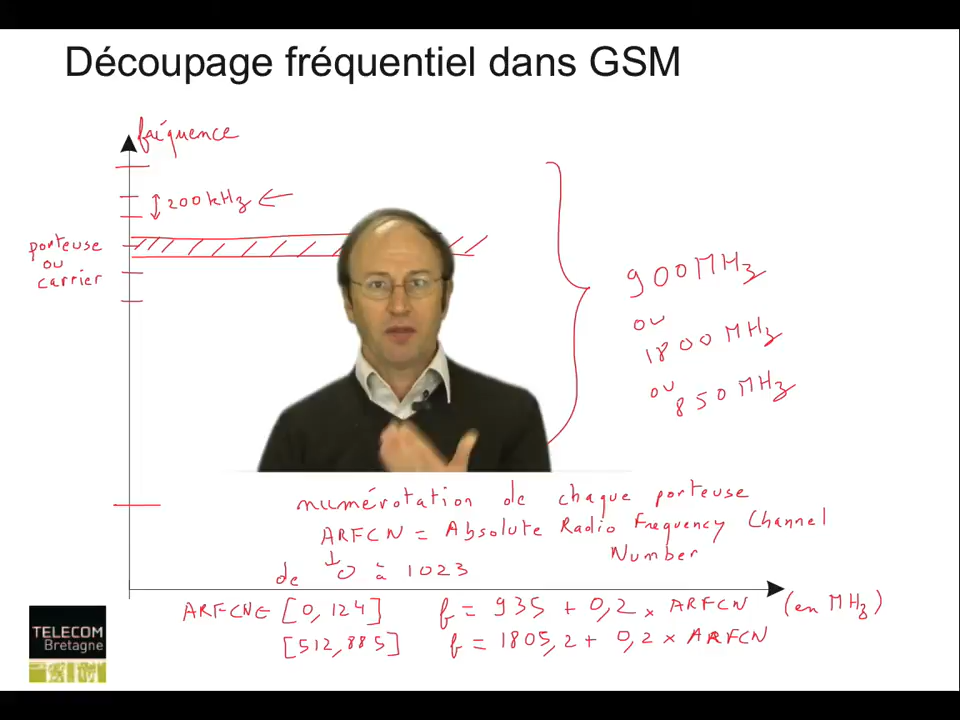 Découpage fréquentiel dans GSM
fréquence
200 kHz
porteuse
ou
carrier
900 MHz
ou
1800 MHz
ou
850 MHz
numérotation de chaque porteuse
ARFCN = Absolute Radio Frequency Channel
Number
de 0 à 1023
ARFCN ∈ [0,124] f = 935 + 0,2 × ARFCN (en MHz)
[512,885] f = 1805,2 + 0,2 × ARFCN
TELECOM
Bretagne